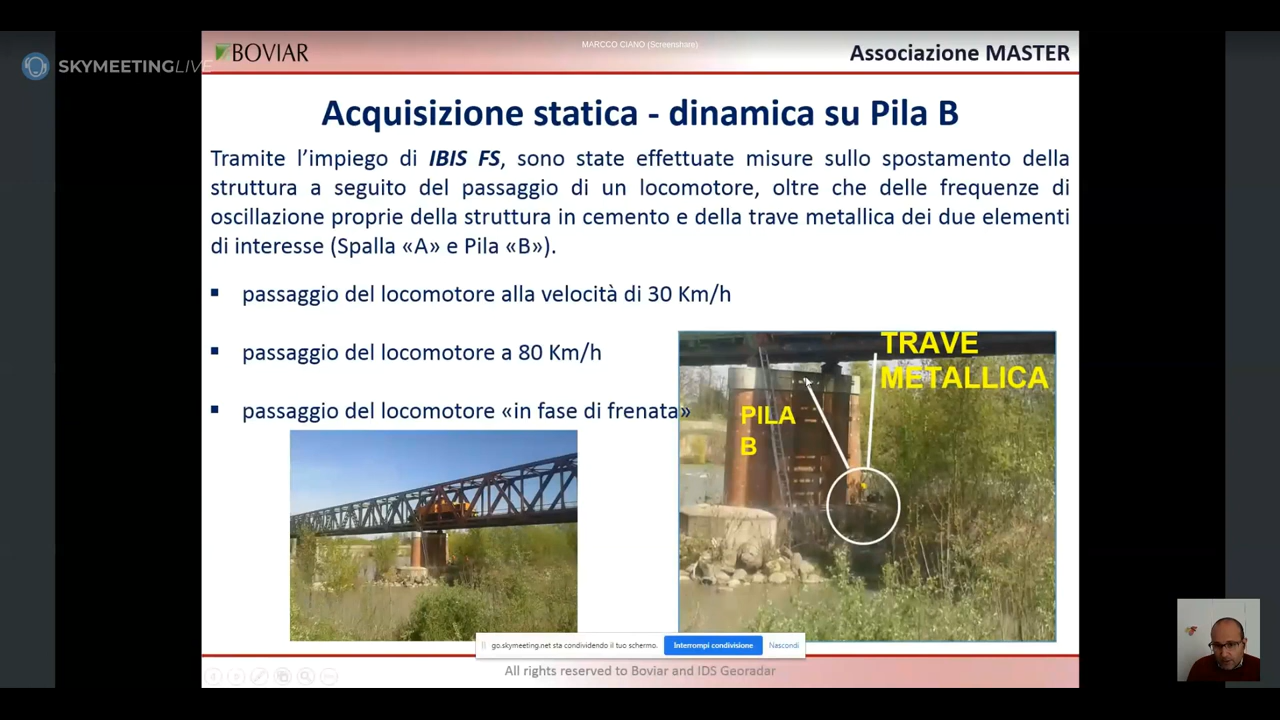 BOVIAR
MARCCO CIANO (Screenshare)
Associazione MASTER
SKYMEETINGLIVE
Acquisizione statica - dinamica su Pila B
Tramite l'impiego di IBIS FS, sono state effettuate misure sullo spostamento della
struttura a seguito del passaggio di un locomotore, oltre che delle frequenze di
oscillazione proprie della struttura in cemento e della trave metallica dei due elementi
di interesse (Spalla «A» e Pila «B»).
▪ passaggio del locomotore alla velocità di 30 Km/h
▪ passaggio del locomotore a 80 Km/h
▪ passaggio del locomotore «in fase di frenata»
TRAVE
METALLICA
PILA
B
go.skymeeting.net sta condividendo il tuo schermo.
Interrompi condivisione
Nascondi
All rights reserved to Boviar and IDS Georadar